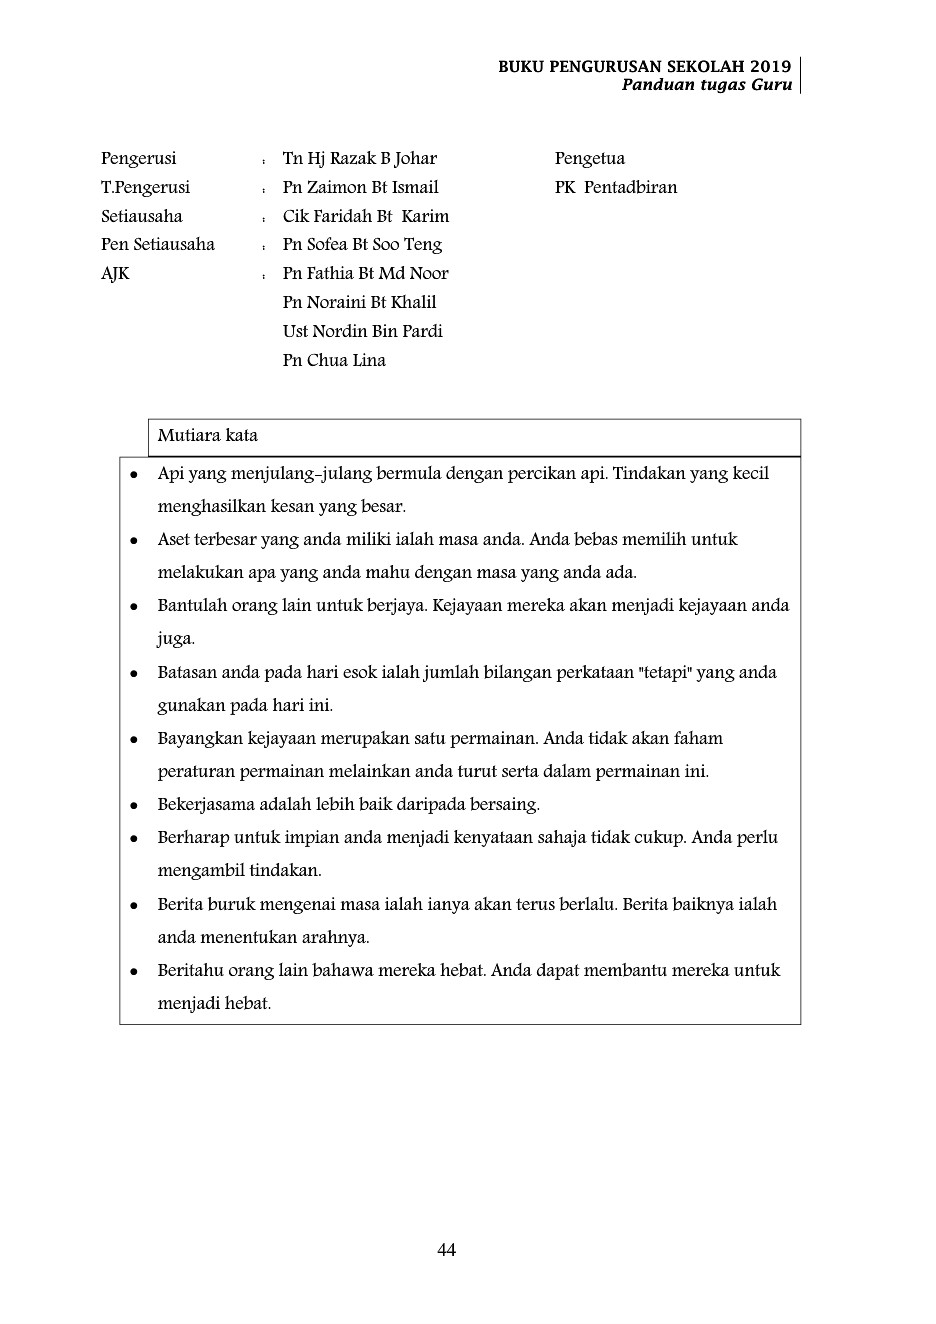 BUKU PENGURUSAN SEKOLAH 2019
Panduan tugas Guru
Pengerusi : Tn Hj Razak B Johar Pengetua
T.Pengerusi : Pn Zaimon Bt Ismail PK Pentadbiran
Setiausaha : Cik Faridah Bt Karim
Pen Setiausaha : Pn Sofea Bt Soo Teng
AJK : Pn Fathia Bt Md Noor
Pn Noraini Bt Khalil
Ust Nordin Bin Pardi
Pn Chua Lina
Mutiara kata
• Api yang menjulang-julang bermula dengan percikan api. Tindakan yang kecil
menghasilkan kesan yang besar.
• Aset terbesar yang anda miliki ialah masa anda. Anda bebas memilih untuk
melakukan apa yang anda mahu dengan masa yang anda ada.
• Bantulah orang lain untuk berjaya. Kejayaan mereka akan menjadi kejayaan anda
juga.
• Batasan anda pada hari esok ialah jumlah bilangan perkataan "tetapi" yang anda
gunakan pada hari ini.
• Bayangkan kejayaan merupakan satu permainan. Anda tidak akan faham
peraturan permainan melainkan anda turut serta dalam permainan ini.
• Bekerjasama adalah lebih baik daripada bersaing.
• Berharap untuk impian anda menjadi kenyataan sahaja tidak cukup. Anda perlu
mengambil tindakan.
• Berita buruk mengenai masa ialah ianya akan terus berlalu. Berita baiknya ialah
anda menentukan arahnya.
• Beritahu orang lain bahawa mereka hebat. Anda dapat membantu mereka untuk
menjadi hebat.
44